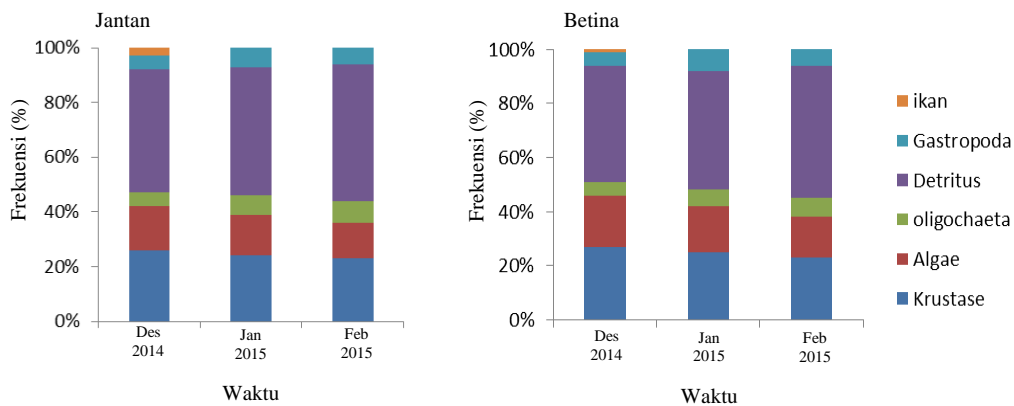 Jantan
Frekuensi (%)
100%
80%
60%
40%
20%
0%
Des
2014
Jan
2015
Feb
2015
Waktu
Betina
Frekuensi (%)
100%
80%
60%
40%
20%
0%
Des
2014
Jan
2015
Feb
2015
Waktu
ikan
Gastropoda
Detritus
oligochaeta
Algae
Krustase